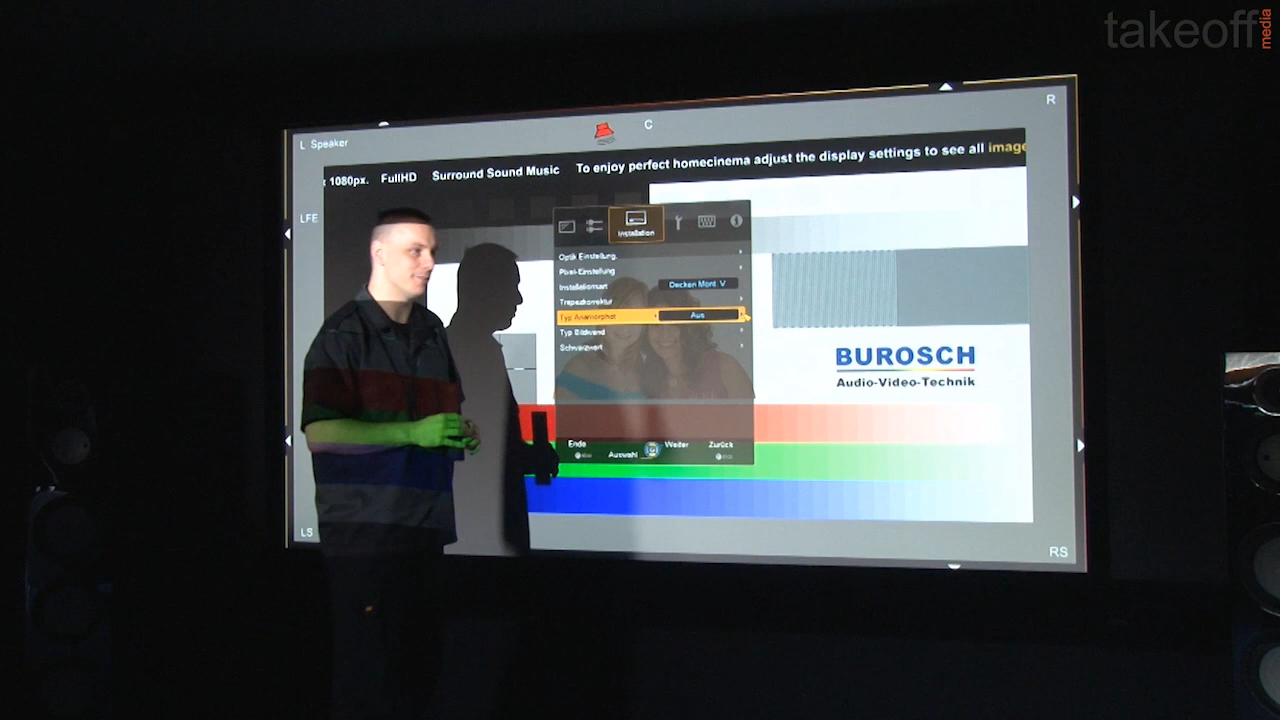 takeoff media
R
C
L Speaker
1080px. FullHD Surround Sound Music To enjoy perfect homecinema adjust the display settings to see all image
LFE
Installation
Optik Einstellung.
Pixel-Einstellung
Installationsart Decken Mont. V
Trapezkorrektur
Typ Anamorphot Aus
Typ Bildwand
Schwarzwert
BUROSCH
Audio-Video-Technik
Ende Auswahl Weiter Zurück
LS
RS